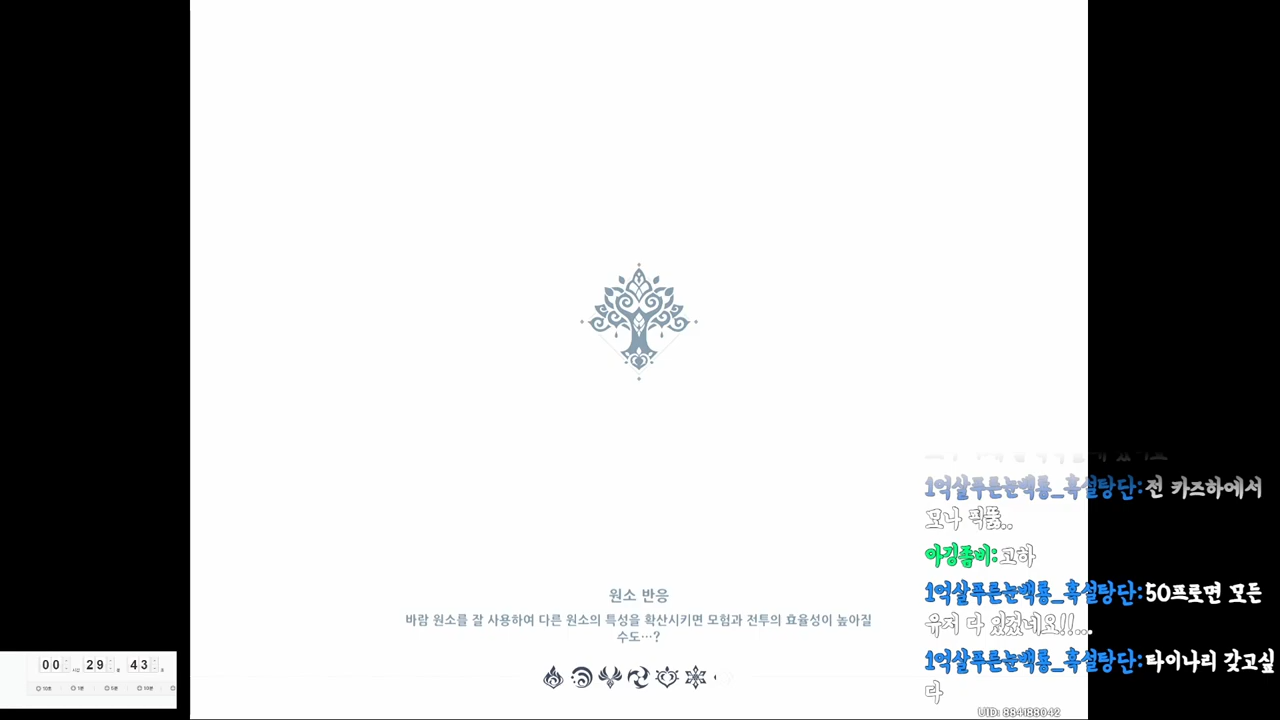 1억살푸른눈백룡_흑설탕단: 전 카즈하에서
모나 픽뚫..
아깅좀비: 고하
1억살푸른눈백룡_흑설탕단: 50프로면 모든
유저 다 있겠네요!!...
1억살푸른눈백룡_흑설탕단: 타이나리 갖고싶
다
원소 반응
바람 원소를 잘 사용하여 다른 원소의 특성을 확산시키면 모험과 전투의 효율성이 높아질
수도…?
00 시간 29 분 43 초
UID: 884188042